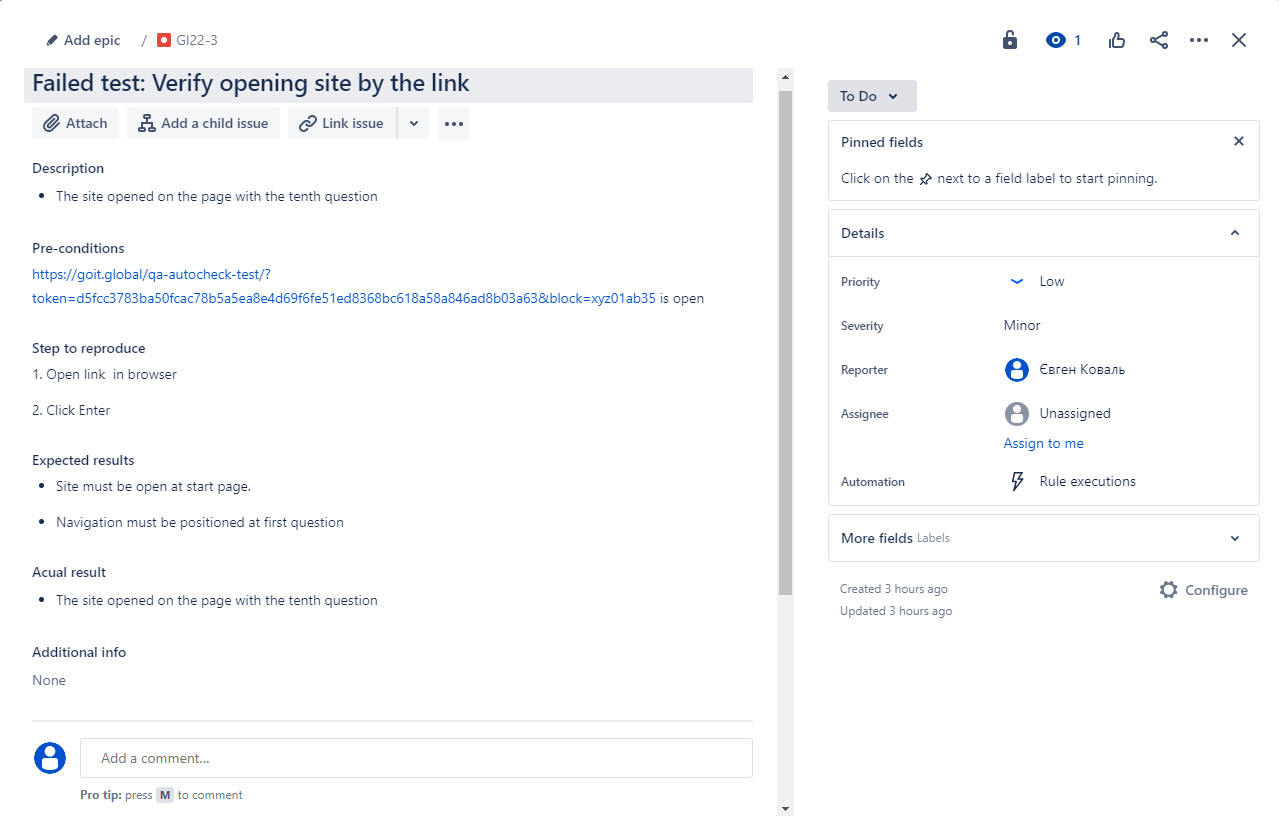 Add epic / GI22-3
1
Failed test: Verify opening site by the link
Attach
Add a child issue
Link issue
Description
The site opened on the page with the tenth question
Pre-conditions
https://goit.global/qa-autocheck-test/?
token=d5fcc3783ba50fcac78b5a5ea8e4d69f6fe51ed8368bc618a58a846ad8b03a63&block=xyz01ab35 is open
Step to reproduce
1. Open link  in browser
2. Click Enter
Expected results
Site must be open at start page.
Navigation must be positioned at first question
Acual result
The site opened on the page with the tenth question
Additional info
None
Add a comment...
Pro tip: press M to comment
To Do
Pinned fields
Click on the next to a field label to start pinning.
Details
Priority
Low
Severity
Minor
Reporter
Євген Коваль
Assignee
Unassigned
Assign to me
Automation
Rule executions
More fields Labels
Created 3 hours ago
Configure
Updated 3 hours ago